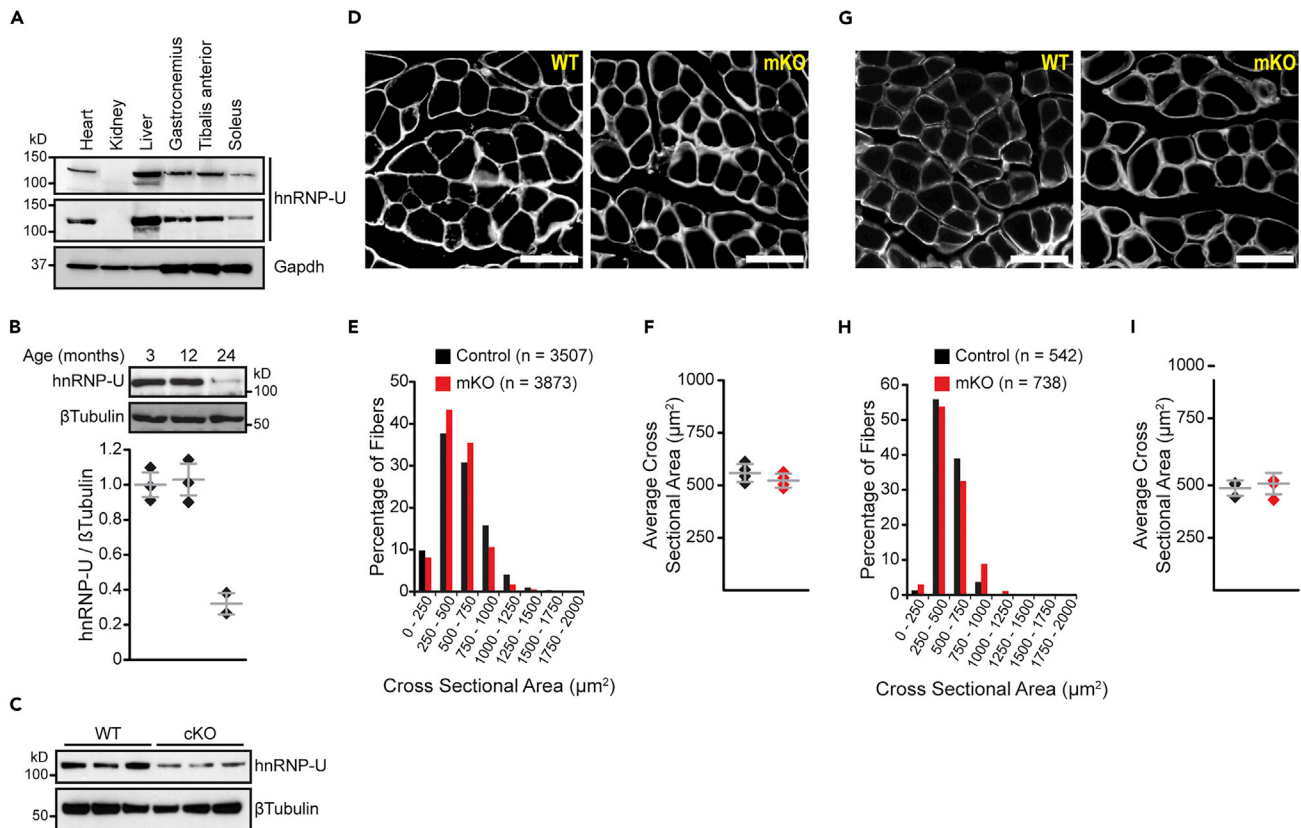 A
Heart
Kidney
Liver
Gastrocnemius
Tibalis anterior
Soleus
kD
150
100
150
100
hnRNP-U
37
Gapdh
B
Age (months) 3 12 24
hnRNP-U
kD
100
βTubulin
50
hnRNP-U / βTubulin
1.2
1.0
0.8
0.6
0.4
0.2
0
C
WT cKO
kD
100
hnRNP-U
50
βTubulin
D
WT
mKO
E
Control (n = 3507)
mKO (n = 3873)
Percentage of Fibers
50
40
30
20
10
0
0 - 250
250 - 500
500 - 750
750 - 1000
1000 - 1250
1250 - 1500
1500 - 1750
1750 - 2000
Cross Sectional Area (µm²)
F
Average Cross
Sectional Area (µm²)
1000
750
500
250
G
WT
mKO
H
Control (n = 542)
mKO (n = 738)
Percentage of Fibers
60
50
40
30
20
10
0
0 - 250
250 - 500
500 - 750
750 - 1000
1000 - 1250
1250 - 1500
1500 - 1750
1750 - 2000
Cross Sectional Area (µm²)
I
Average Cross
Sectional Area (µm²)
1000
750
500
250